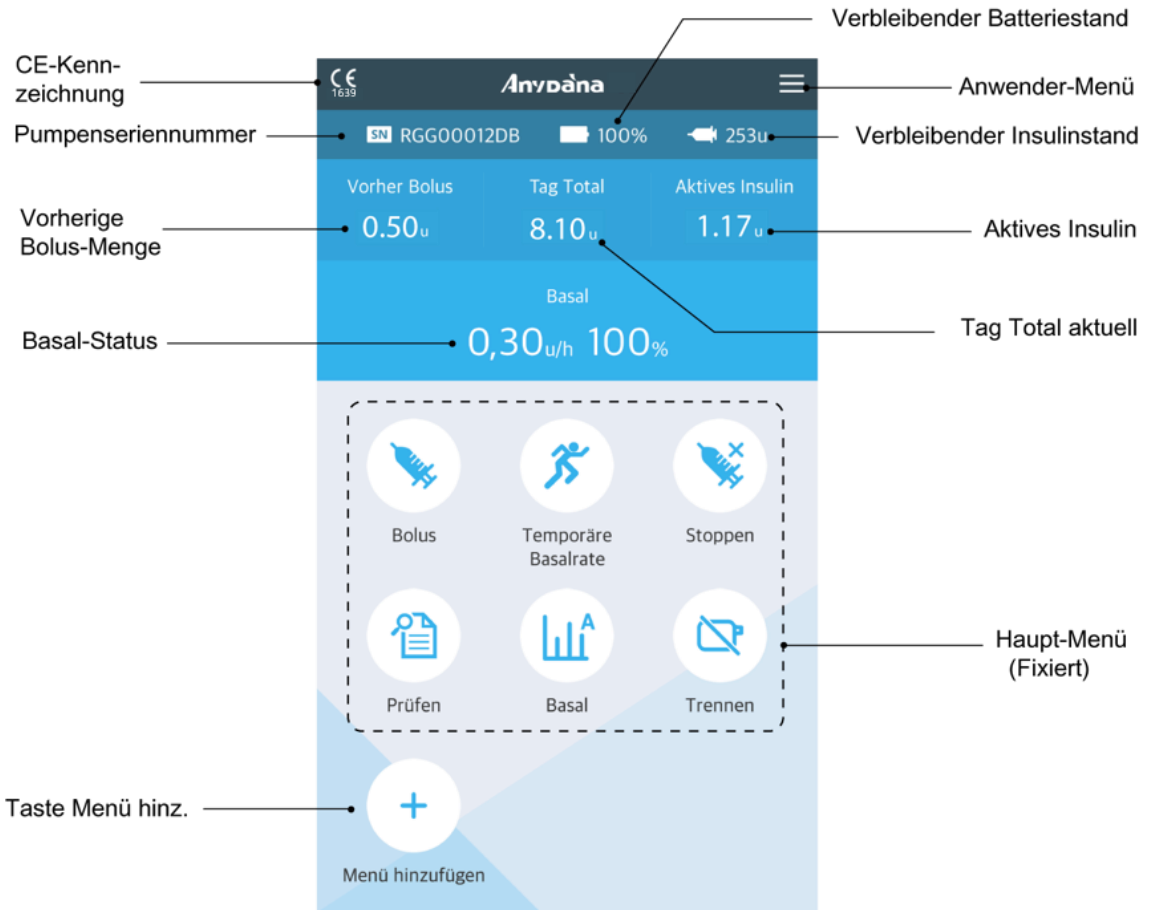 Verbleibender Batteriestand
CE-Kenn-
zeichnung
CE
1639
AnyDàna
Anwender-Menü
Pumpenseriennummer
SN RGG00012DB
100%
253u
Verbleibender Insulinstand
Vorher Bolus
Tag Total
Aktives Insulin
Vorherige
Bolus-Menge
0.50u
8.10u
1.17u
Aktives Insulin
Basal
Tag Total aktuell
Basal-Status
0,30u/h 100%
Bolus
Temporäre
Basalrate
Stoppen
A
Haupt-Menü
(Fixiert)
Prüfen
Basal
Trennen
Taste Menü hinz.
+
Menü hinzufügen